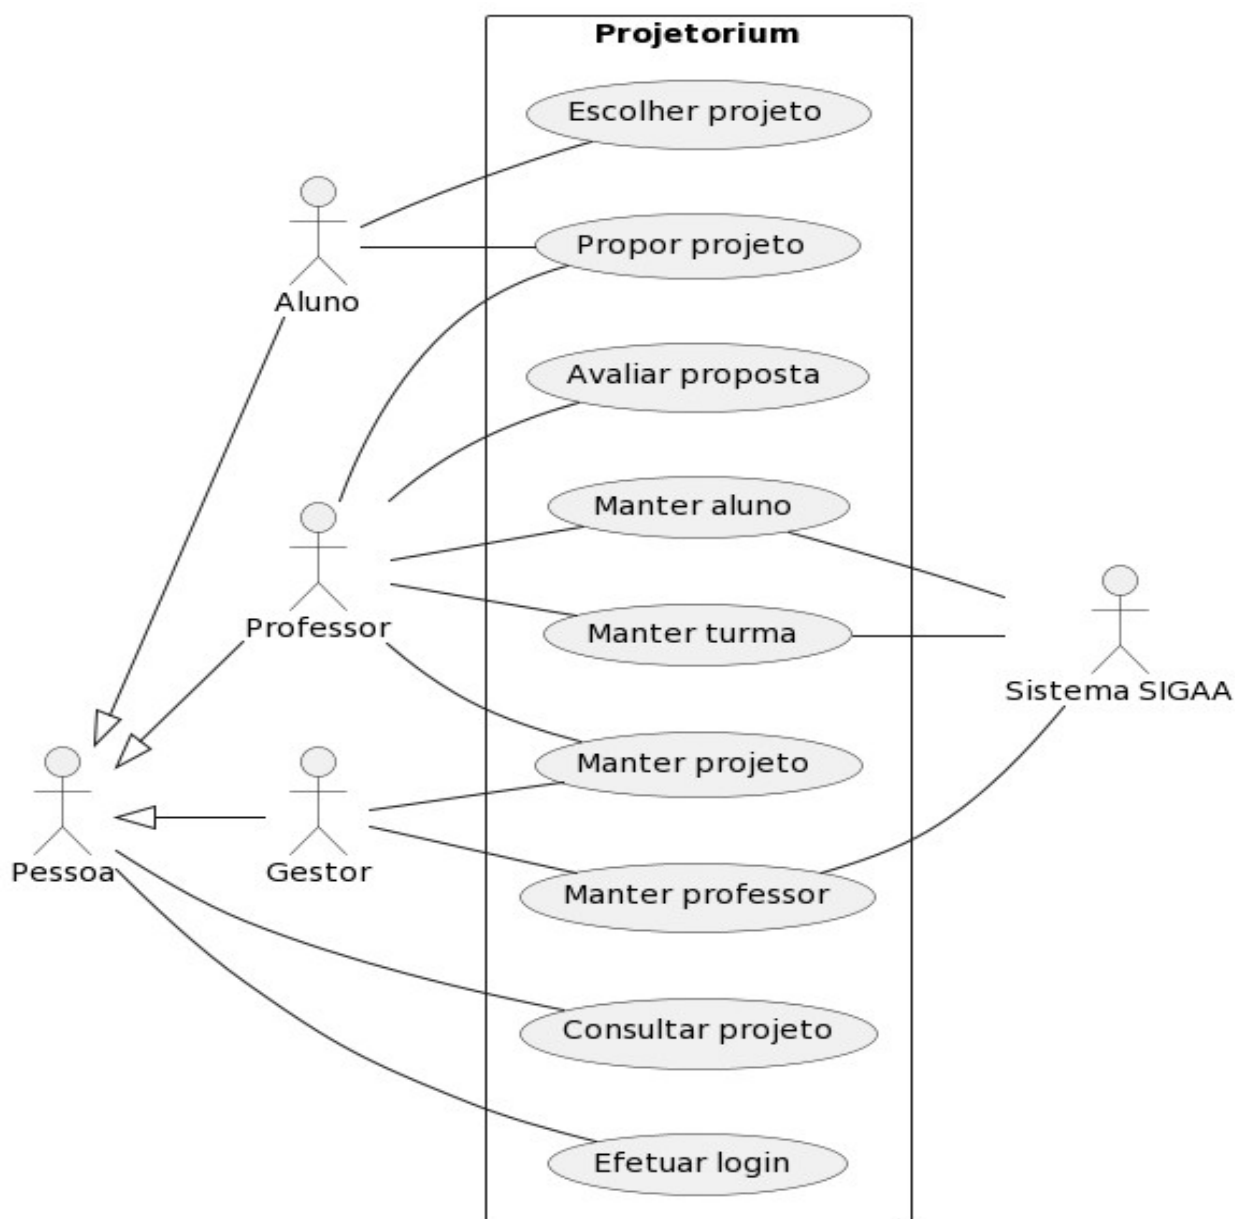 Projetorium
Escolher projeto
Propor projeto
Aluno
Avaliar proposta
Manter aluno
Professor
Manter turma
Sistema SIGAA
Manter projeto
Pessoa
Gestor
Manter professor
Consultar projeto
Efetuar login